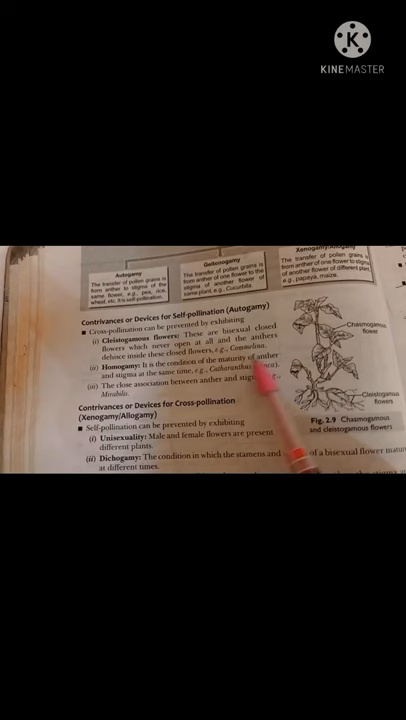 K
KINEMASTER
Autogamy
The transfer of pollen grains is
from anther to stigma of the
same flower, e.g., pea, rice,
wheat, etc. It is self-pollination.
Geitonogamy
The transfer of pollen grains is
from anther of one flower to the
stigma of another flower of
same plant, e.g., Cucurbita.
Xenogamy/Allogamy
The transfer of pollen grains is
from anther of one flower to stigma
of another flower of different plant,
e.g., papaya, maize.
Contrivances or Devices for Self-pollination (Autogamy)
■ Cross-pollination can be prevented by exhibiting
(i) Cleistogamous flowers: These are bisexual closed
flowers which never open at all and the anthers
dehisce inside these closed flowers, e.g., Commelina.
(ii) Homogamy: It is the condition of the maturity of anther
and stigma at the same time, e.g., Catharanthus
(iii) The close association between anther and
Mirabilis.
Contrivances or Devices for Cross-pollination
(Xenogamy/Allogamy)
■ Self-pollination can be prevented by exhibiting
(i) Unisexuality: Male and female flowers are present
different plants.
(ii) Dichogamy: The condition in which the stamens and of a bisexual flower
at different times.
Chasmogamous
flower
Cleistogamous
flowers
Fig. 2.9 Chasmogamous
and cleistogamous flowers